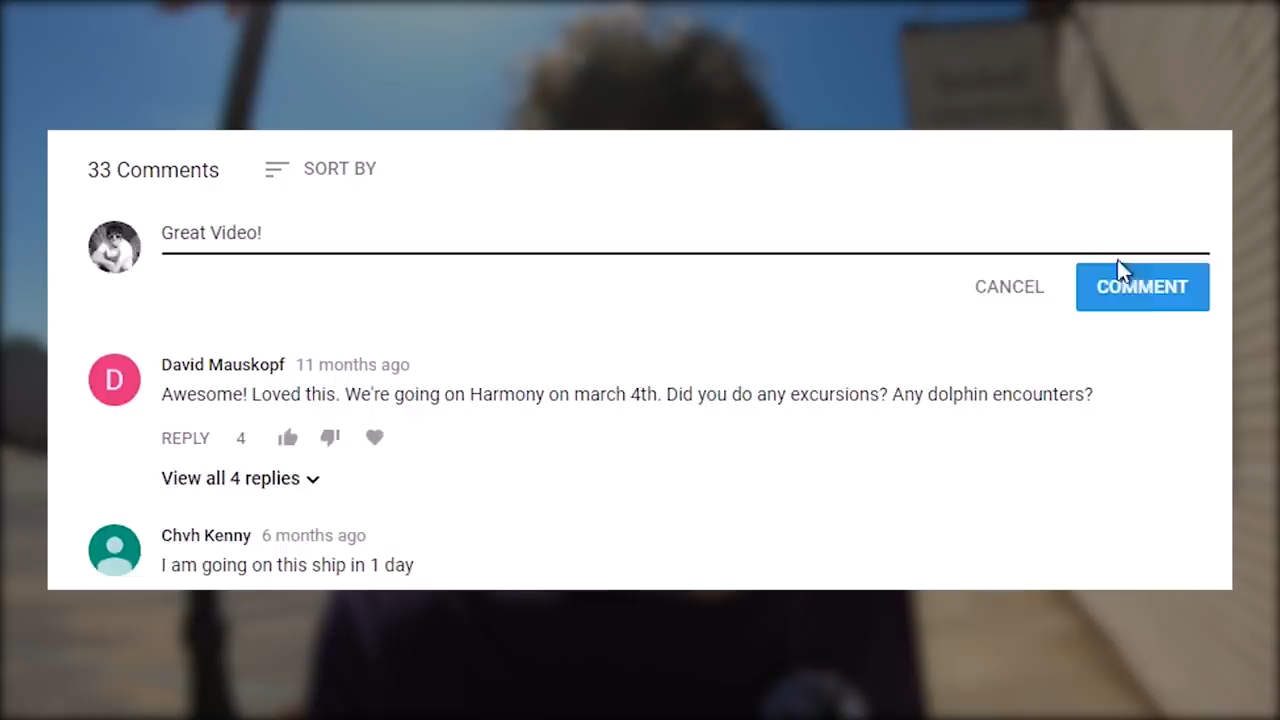 33 Comments SORT BY
Great Video!
CANCEL COMMENT
D
David Mauskopf 11 months ago
Awesome! Loved this. We're going on Harmony on march 4th. Did you do any excursions? Any dolphin encounters?
REPLY 4
View all 4 replies
Chvh Kenny 6 months ago
I am going on this ship in 1 day